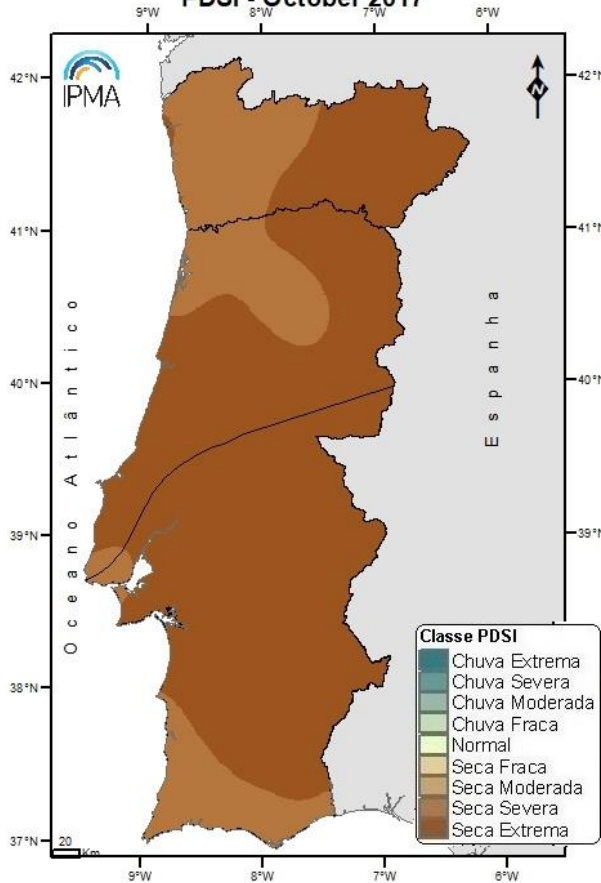 PDSI - October 2017
9°W 8°W 7°W 6°W
IPMA
N
42°N 42°N
41°N 41°N
40°N 40°N
39°N 39°N
38°N 38°N
37°N 37°N
Oceano Atlântico
Espanha
Classe PDSI
Chuva Extrema
Chuva Severa
Chuva Moderada
Chuva Fraca
Normal
Seca Fraca
Seca Moderada
Seca Severa
Seca Extrema
20
Km
9°W 8°W 7°W 6°W